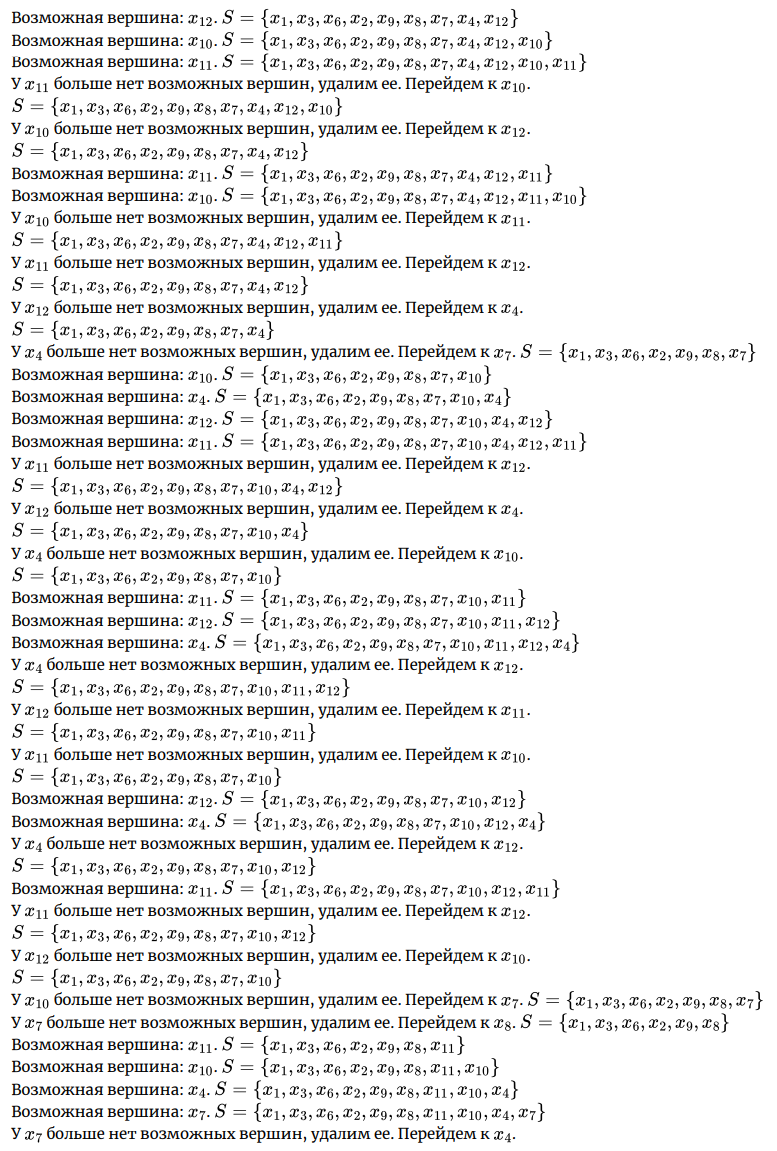 Возможная вершина: x₁₂. S = {x₁, x₃, x₆, x₂, x₉, x₈, x₇, x₄, x₁₂}
Возможная вершина: x₁₀. S = {x₁, x₃, x₆, x₂, x₉, x₈, x₇, x₄, x₁₂, x₁₀}
Возможная вершина: x₁₁. S = {x₁, x₃, x₆, x₂, x₉, x₈, x₇, x₄, x₁₂, x₁₀, x₁₁}
У x₁₁ больше нет возможных вершин, удалим ее. Перейдем к x₁₀.
S = {x₁, x₃, x₆, x₂, x₉, x₈, x₇, x₄, x₁₂, x₁₀}
У x₁₀ больше нет возможных вершин, удалим ее. Перейдем к x₁₂.
S = {x₁, x₃, x₆, x₂, x₉, x₈, x₇, x₄, x₁₂}
Возможная вершина: x₁₁. S = {x₁, x₃, x₆, x₂, x₉, x₈, x₇, x₄, x₁₂, x₁₁}
Возможная вершина: x₁₀. S = {x₁, x₃, x₆, x₂, x₉, x₈, x₇, x₄, x₁₂, x₁₁, x₁₀}
У x₁₀ больше нет возможных вершин, удалим ее. Перейдем к x₁₁.
S = {x₁, x₃, x₆, x₂, x₉, x₈, x₇, x₄, x₁₂, x₁₁}
У x₁₁ больше нет возможных вершин, удалим ее. Перейдем к x₁₂.
S = {x₁, x₃, x₆, x₂, x₉, x₈, x₇, x₄, x₁₂}
У x₁₂ больше нет возможных вершин, удалим ее. Перейдем к x₄.
S = {x₁, x₃, x₆, x₂, x₉, x₈, x₇, x₄}
У x₄ больше нет возможных вершин, удалим ее. Перейдем к x₇. S = {x₁, x₃, x₆, x₂, x₉, x₈, x₇}
Возможная вершина: x₁₀. S = {x₁, x₃, x₆, x₂, x₉, x₈, x₇, x₁₀}
Возможная вершина: x₄. S = {x₁, x₃, x₆, x₂, x₉, x₈, x₇, x₁₀, x₄}
Возможная вершина: x₁₂. S = {x₁, x₃, x₆, x₂, x₉, x₈, x₇, x₁₀, x₄, x₁₂}
Возможная вершина: x₁₁. S = {x₁, x₃, x₆, x₂, x₉, x₈, x₇, x₁₀, x₄, x₁₂, x₁₁}
У x₁₁ больше нет возможных вершин, удалим ее. Перейдем к x₁₂.
S = {x₁, x₃, x₆, x₂, x₉, x₈, x₇, x₁₀, x₄, x₁₂}
У x₁₂ больше нет возможных вершин, удалим ее. Перейдем к x₄.
S = {x₁, x₃, x₆, x₂, x₉, x₈, x₇, x₁₀, x₄}
У x₄ больше нет возможных вершин, удалим ее. Перейдем к x₁₀.
S = {x₁, x₃, x₆, x₂, x₉, x₈, x₇, x₁₀}
Возможная вершина: x₁₁. S = {x₁, x₃, x₆, x₂, x₉, x₈, x₇, x₁₀, x₁₁}
Возможная вершина: x₁₂. S = {x₁, x₃, x₆, x₂, x₉, x₈, x₇, x₁₀, x₁₁, x₁₂}
Возможная вершина: x₄. S = {x₁, x₃, x₆, x₂, x₉, x₈, x₇, x₁₀, x₁₁, x₁₂, x₄}
У x₄ больше нет возможных вершин, удалим ее. Перейдем к x₁₂.
S = {x₁, x₃, x₆, x₂, x₉, x₈, x₇, x₁₀, x₁₁, x₁₂}
У x₁₂ больше нет возможных вершин, удалим ее. Перейдем к x₁₁.
S = {x₁, x₃, x₆, x₂, x₉, x₈, x₇, x₁₀, x₁₁}
У x₁₁ больше нет возможных вершин, удалим ее. Перейдем к x₁₀.
S = {x₁, x₃, x₆, x₂, x₉, x₈, x₇, x₁₀}
Возможная вершина: x₁₂. S = {x₁, x₃, x₆, x₂, x₉, x₈, x₇, x₁₀, x₁₂}
Возможная вершина: x₄. S = {x₁, x₃, x₆, x₂, x₉, x₈, x₇, x₁₀, x₁₂, x₄}
У x₄ больше нет возможных вершин, удалим ее. Перейдем к x₁₂.
S = {x₁, x₃, x₆, x₂, x₉, x₈, x₇, x₁₀, x₁₂}
Возможная вершина: x₁₁. S = {x₁, x₃, x₆, x₂, x₉, x₈, x₇, x₁₀, x₁₂, x₁₁}
У x₁₁ больше нет возможных вершин, удалим ее. Перейдем к x₁₂.
S = {x₁, x₃, x₆, x₂, x₉, x₈, x₇, x₁₀, x₁₂}
У x₁₂ больше нет возможных вершин, удалим ее. Перейдем к x₁₀.
S = {x₁, x₃, x₆, x₂, x₉, x₈, x₇, x₁₀}
У x₁₀ больше нет возможных вершин, удалим ее. Перейдем к x₇. S = {x₁, x₃, x₆, x₂, x₉, x₈, x₇}
У x₇ больше нет возможных вершин, удалим ее. Перейдем к x₈. S = {x₁, x₃, x₆, x₂, x₉, x₈}
Возможная вершина: x₁₁. S = {x₁, x₃, x₆, x₂, x₉, x₈, x₁₁}
Возможная вершина: x₁₀. S = {x₁, x₃, x₆, x₂, x₉, x₈, x₁₁, x₁₀}
Возможная вершина: x₄. S = {x₁, x₃, x₆, x₂, x₉, x₈, x₁₁, x₁₀, x₄}
Возможная вершина: x₇. S = {x₁, x₃, x₆, x₂, x₉, x₈, x₁₁, x₁₀, x₄, x₇}
У x₇ больше нет возможных вершин, удалим ее. Перейдем к x₄.